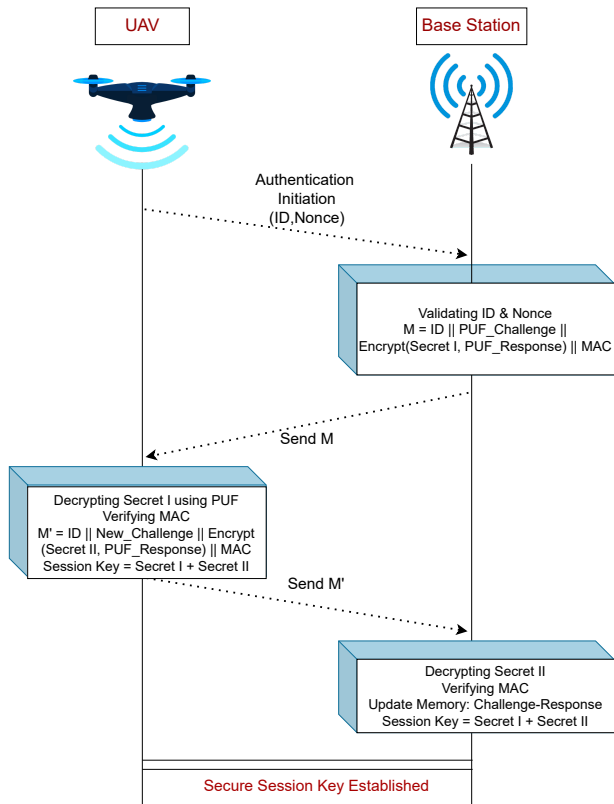 UAV
Base Station
Authentication
Initiation
(ID,Nonce)
Validating ID & Nonce
M = ID || PUF_Challenge ||
Encrypt(Secret I, PUF_Response) || MAC
Send M
Decrypting Secret I using PUF
Verifying MAC
M' = ID || New_Challenge || Encrypt
(Secret II, PUF_Response) || MAC
Session Key = Secret I + Secret II
Send M'
Decrypting Secret II
Verifying MAC
Update Memory: Challenge-Response
Session Key = Secret I + Secret II
Secure Session Key Established